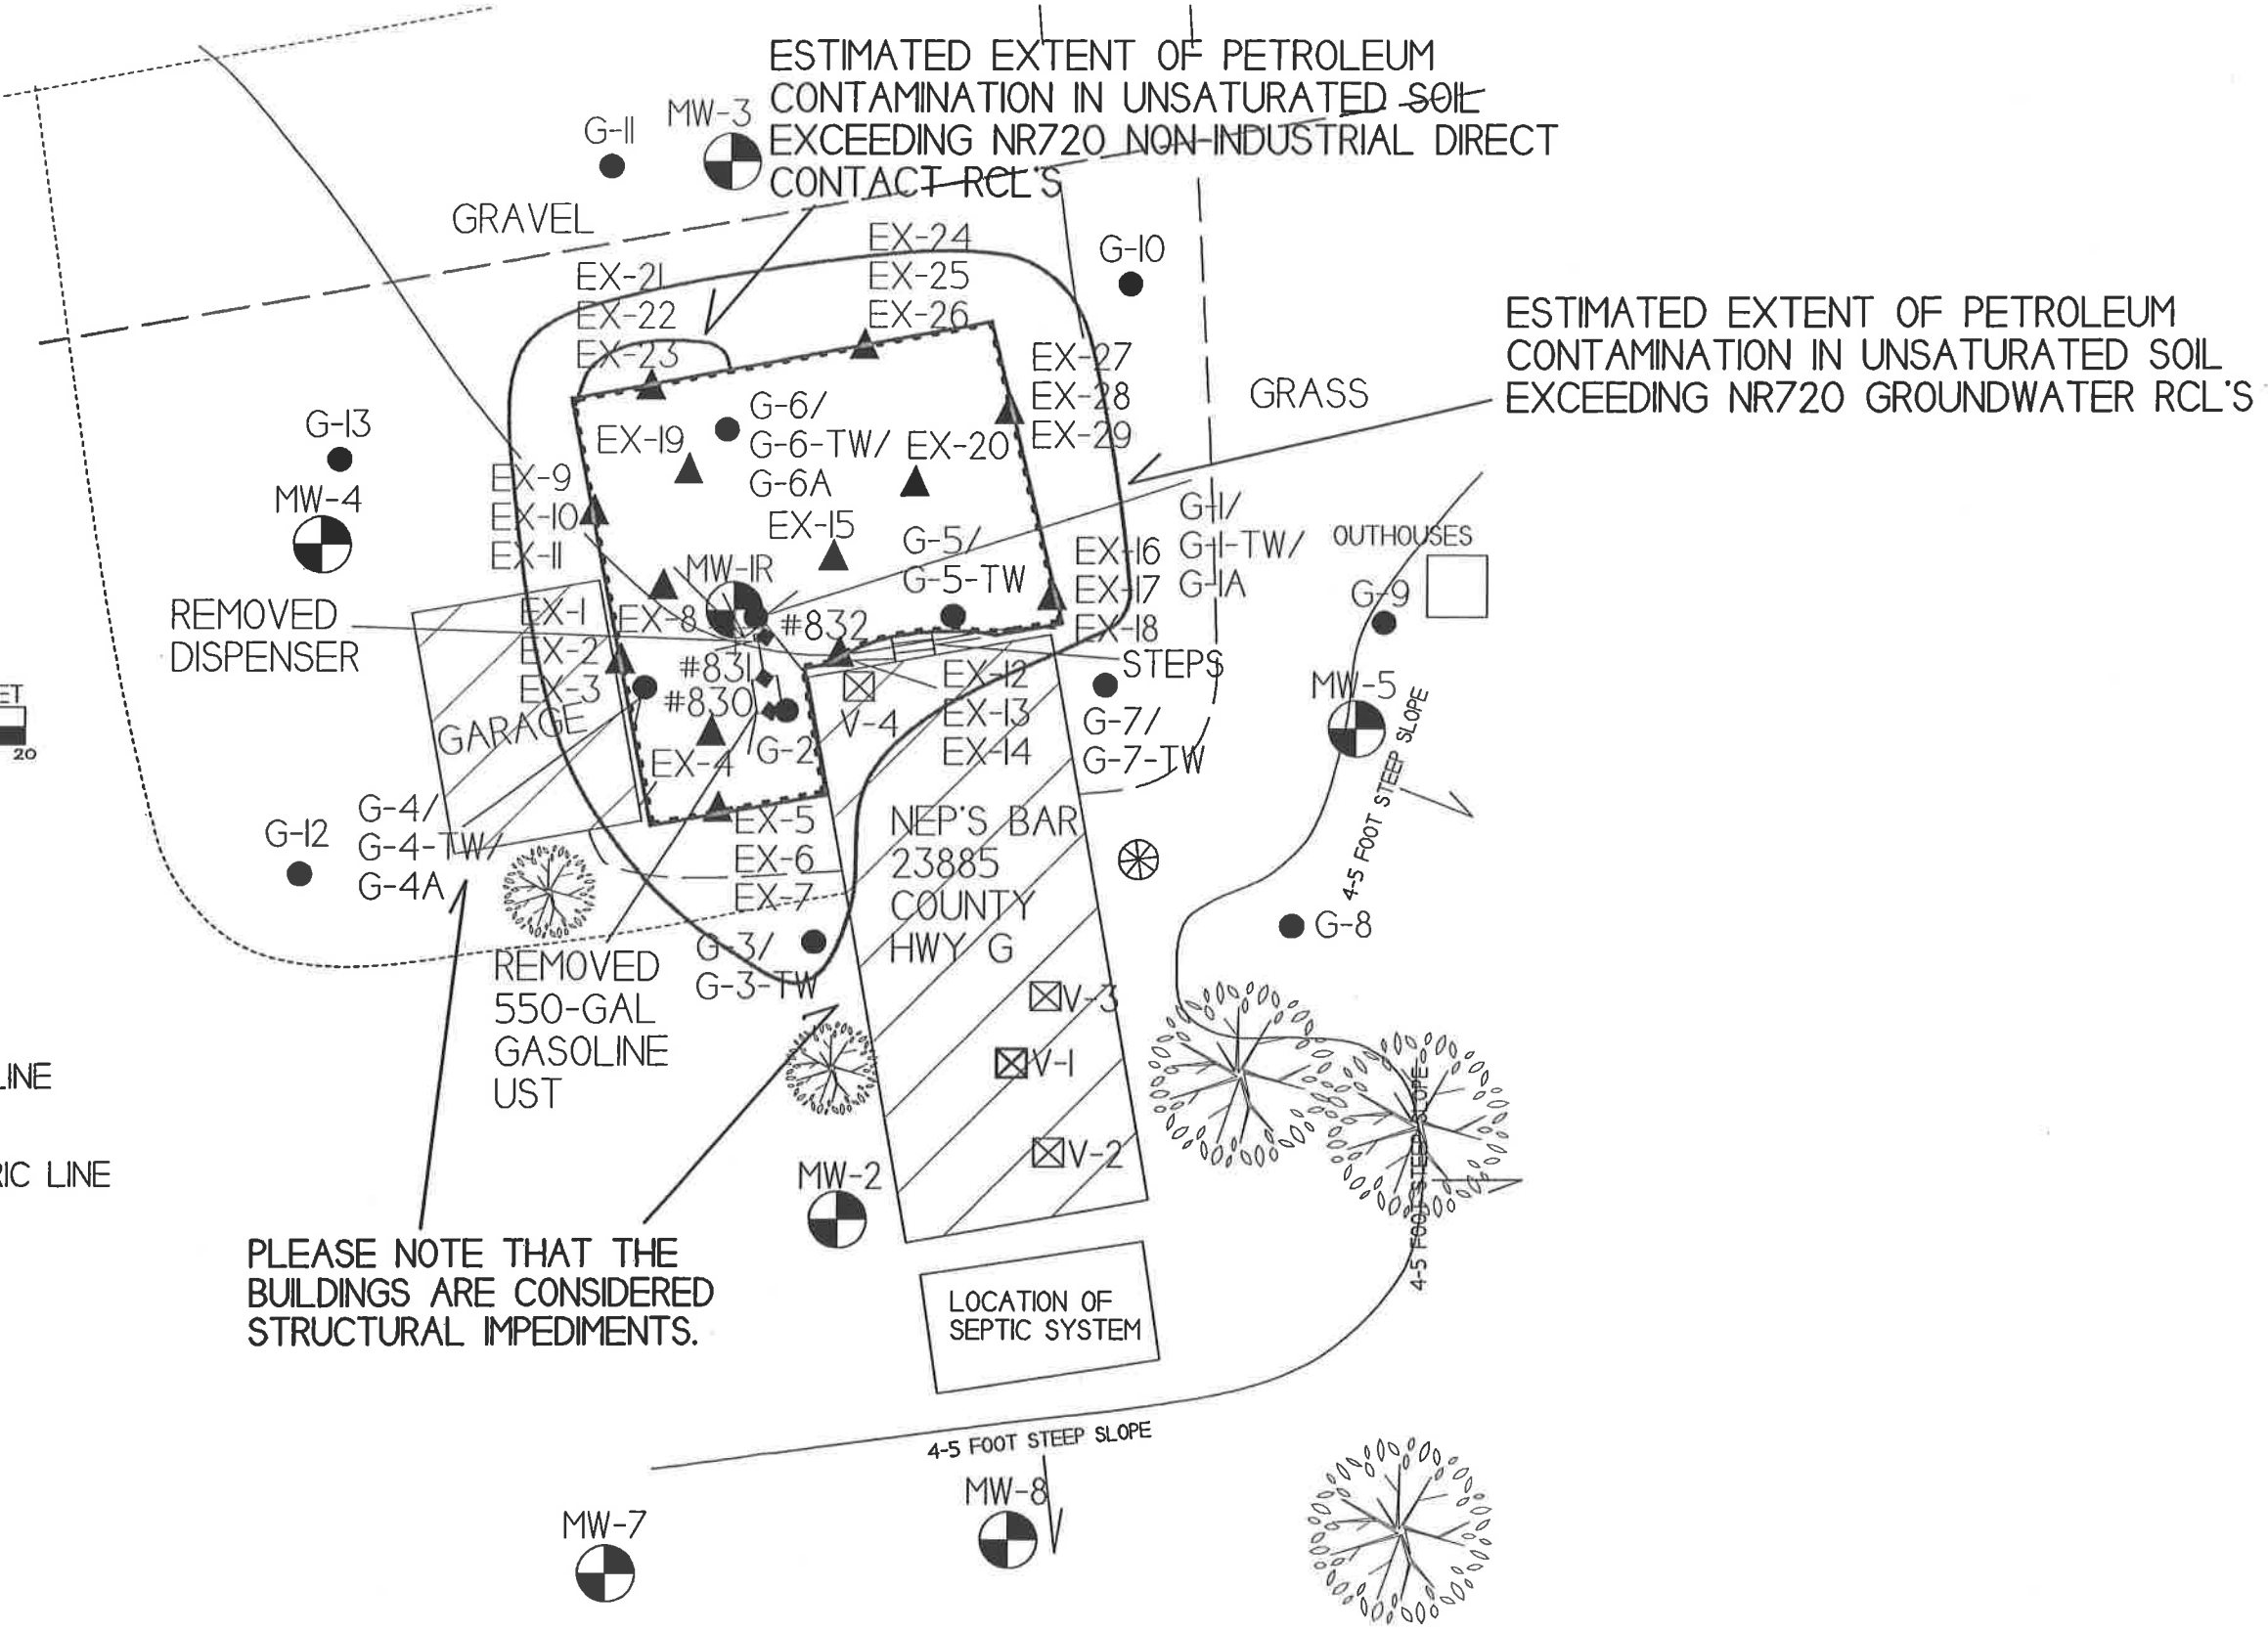 ESTIMATED EXTENT OF PETROLEUM
CONTAMINATION IN UNSATURATED SOIL
EXCEEDING NR720 NON-INDUSTRIAL DIRECT
CONTACT RCL'S
MW-3
G-11
GRAVEL
EX-24
EX-25
EX-26
EX-21
EX-22
EX-23
G-10
ESTIMATED EXTENT OF PETROLEUM
CONTAMINATION IN UNSATURATED SOIL
EXCEEDING NR720 GROUNDWATER RCL'S
EX-27
EX-28
EX-29
GRASS
G-13
MW-4
G-6/
G-6-TW/
G-6A
EX-19
EX-20
EX-9
EX-10
EX-11
EX-15
G-5/
G-5-TW
G-1/
G-1-TW/
G-1A
OUTHOUSES
EX-16
EX-17
EX-18
MW-1R
G-9
REMOVED
DISPENSER
EX-1
EX-2
EX-3
EX-8
#832
#831
#830
STEPS
EX-12
EX-13
EX-14
V-4
MW-5
G-7/
G-7-TW
GARAGE
EX-4
G-2
4-5 FOOT STEEP SLOPE
ET
20
G-12
G-4/
G-4-TW/
G-4A
EX-5
EX-6
EX-7
NEP'S BAR
23885
COUNTY
HWY G
G-8
G-3/
G-3-TW
REMOVED
550-GAL
GASOLINE
UST
V-3
V-1
V-2
4-5 FOOT STEEP SLOPE
LINE
RIC LINE
MW-2
PLEASE NOTE THAT THE
BUILDINGS ARE CONSIDERED
STRUCTURAL IMPEDIMENTS.
LOCATION OF
SEPTIC SYSTEM
4-5 FOOT STEEP SLOPE
MW-8
MW-7